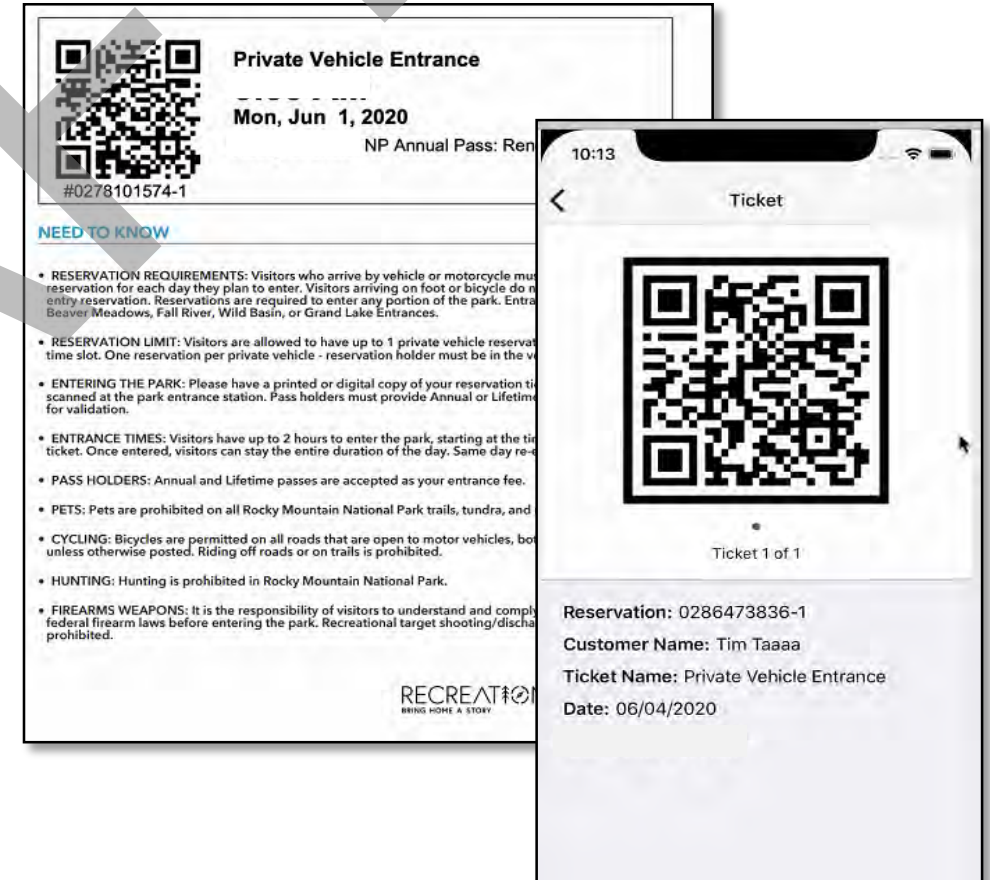 Private Vehicle Entrance
Mon, Jun 1, 2020
NP Annual Pass: Ren
#0278101574-1
NEED TO KNOW
• RESERVATION REQUIREMENTS: Visitors who arrive by vehicle or motorcycle mus
reservation for each day they plan to enter. Visitors arriving on foot or bicycle do n
entry reservation. Reservations are required to enter any portion of the park. Entra
Beaver Meadows, Fall River, Wild Basin, or Grand Lake Entrances.
• RESERVATION LIMIT: Visitors are allowed to have up to 1 private vehicle reservat
time slot. One reservation per private vehicle - reservation holder must be in the v
• ENTERING THE PARK: Please have a printed or digital copy of your reservation ti
scanned at the park entrance station. Pass holders must provide Annual or Lifetim
for validation.
• ENTRANCE TIMES: Visitors have up to 2 hours to enter the park, starting at the ti
ticket. Once entered, visitors can stay the entire duration of the day. Same day re-e
• PASS HOLDERS: Annual and Lifetime passes are accepted as your entrance fee.
• PETS: Pets are prohibited on all Rocky Mountain National Park trails, tundra, and
• CYCLING: Bicycles are permitted on all roads that are open to motor vehicles, bot
unless otherwise posted. Riding off roads or on trails is prohibited.
• HUNTING: Hunting is prohibited in Rocky Mountain National Park.
• FIREARMS WEAPONS: It is the responsibility of visitors to understand and comply
federal firearm laws before entering the park. Recreational target shooting/discha
prohibited.
RECREATION
BRING HOME A STORY
10:13
Ticket
Ticket 1 of 1
Reservation: 0286473836-1
Customer Name: Tim Taaaa
Ticket Name: Private Vehicle Entrance
Date: 06/04/2020